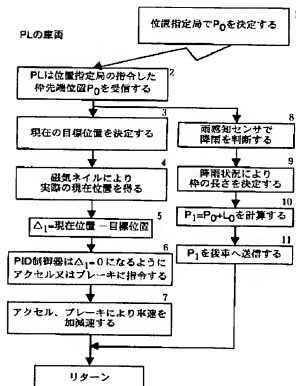 PLの車両
1
位置指定局でP₀を決定する
2
PLは位置指定局の指令した
枠先端位置P₀を受信する
3
現在の目標位置を決定する
4
磁気ネイルにより
実際の現在位置を得る
5
△₁=現在位置−目標位置
6
PID制御器は△₁=0になるように
アクセル又はブレーキに指令する
7
アクセル、ブレーキにより車速を
加減速する
8
雨感知センサで
降雨を判断する
9
降雨状況により
枠の長さを決定する
10
P₁=P₀+L₀を計算する
11
P₁を後車へ送信する
リターン